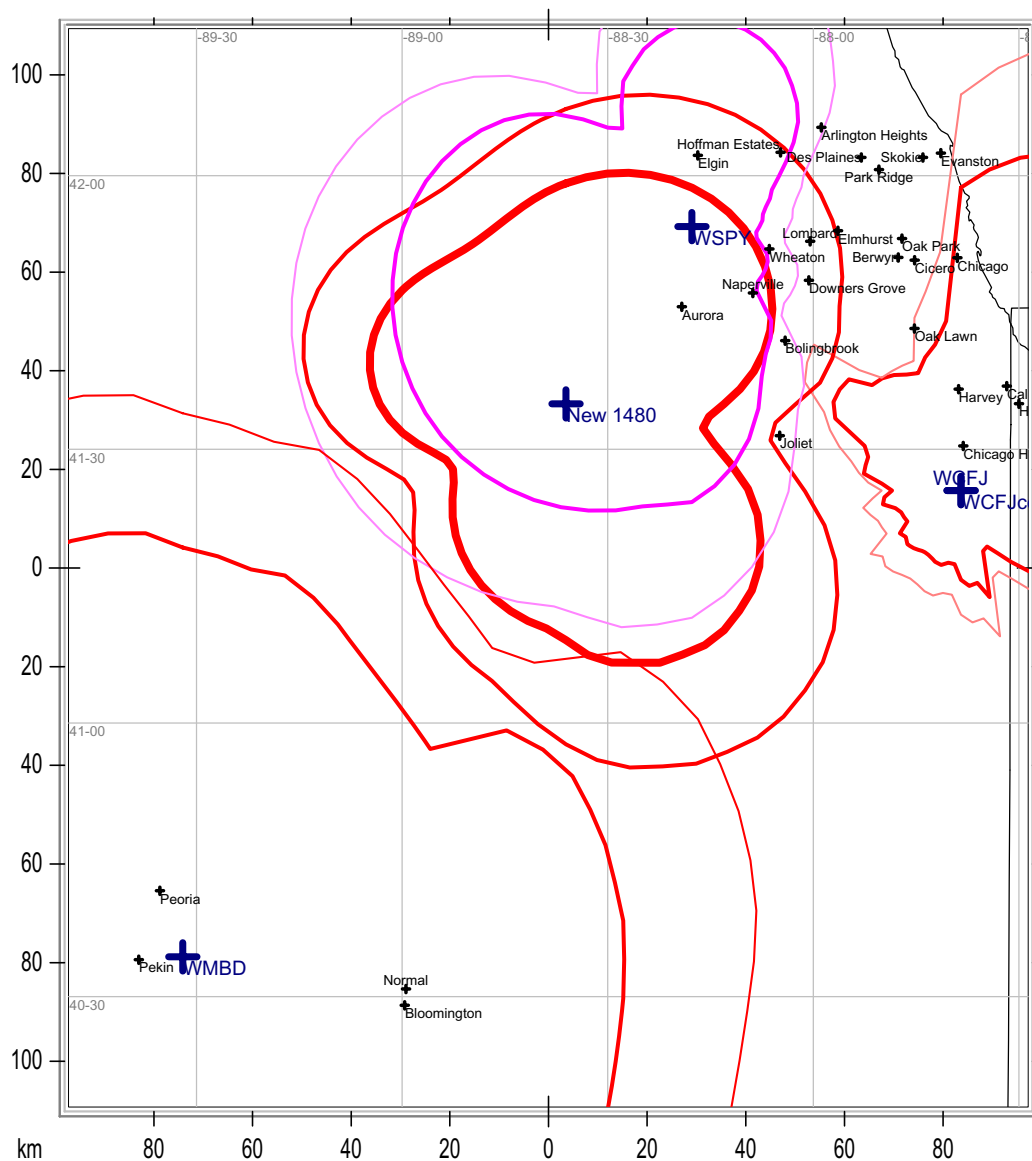 -89-30
-89-00
-88-30
-88-00
100
Arlington Heights
Hoffman Estates
Des Plaines
Skokie
Evanston
Elgin
80
Park Ridge
42-00
WSPY
Lombard
Elmhurst
Oak Park
Wheaton
Berwyn
Cicero
Chicago
60
Naperville
Downers Grove
Aurora
Oak Lawn
Bolingbrook
40
Harvey
Cal
New 1480
H
Joliet
Chicago H
41-30
20
WCFJ
WCFJc
0
20
41-00
40
60
Peoria
Pekin
WMBD
80
Normal
40-30
Bloomington
100
km
80
60
40
20
0
20
40
60
80